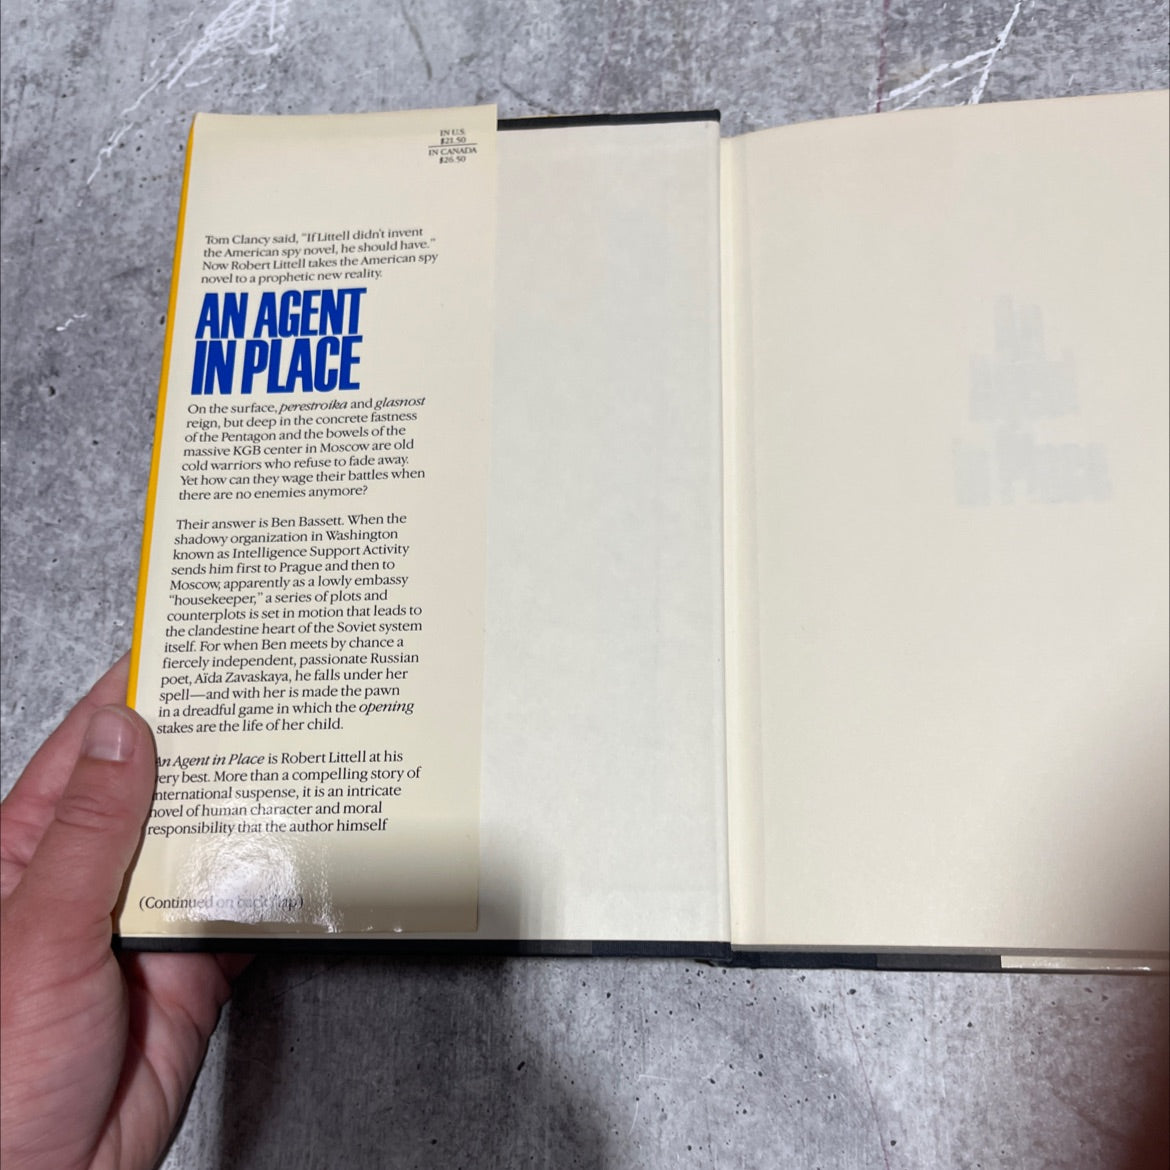 IN U.S.
$21.50
IN CANADA
$26.50
Tom Clancy said, "If Littell didn't invent
the American spy novel, he should have."
Now Robert Littell takes the American spy
novel to a prophetic new reality.
AN AGENT
IN PLACE
On the surface, perestroika and glasnost
reign, but deep in the concrete fastness
of the Pentagon and the bowels of the
massive KGB center in Moscow are old
cold warriors who refuse to fade away.
Yet how can they wage their battles when
there are no enemies anymore?
Their answer is Ben Bassett. When the
shadowy organization in Washington
known as Intelligence Support Activity
sends him first to Prague and then to
Moscow, apparently as a lowly embassy
"housekeeper," a series of plots and
counterplots is set in motion that leads to
the clandestine heart of the Soviet system
itself. For when Ben meets by chance a
fiercely independent, passionate Russian
poet, Aïda Zavaskaya, he falls under her
spell—and with her is made the pawn
in a dreadful game in which the opening
stakes are the life of her child.
An Agent in Place is Robert Littell at his
ery best. More than a compelling story of
nternational suspense, it is an intricate
novel of human character and moral
responsibility that the author himself
(Continued on back flap)